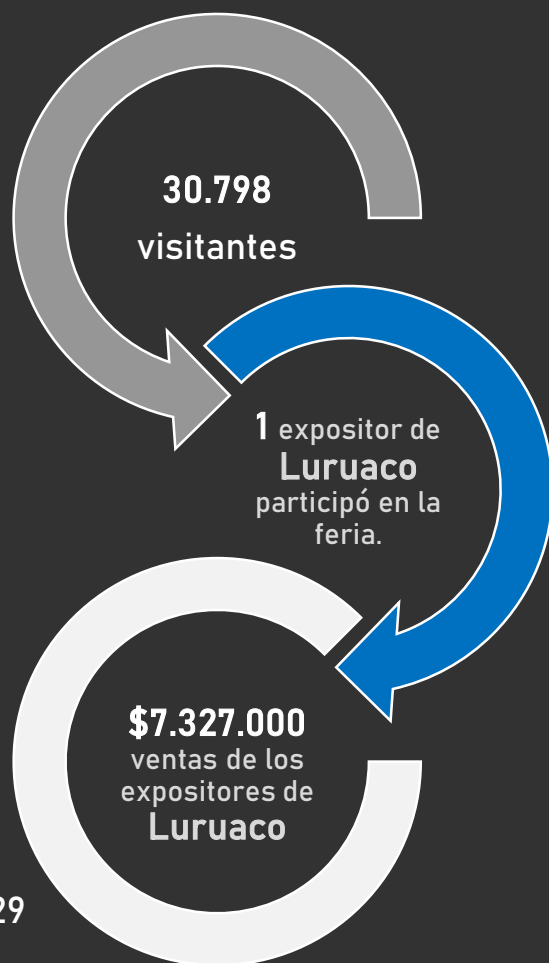 30.798
visitantes
1 expositor de
Luruaco
participó en la
feria.
$7.327.000
ventas de los
expositores de
Luruaco
29